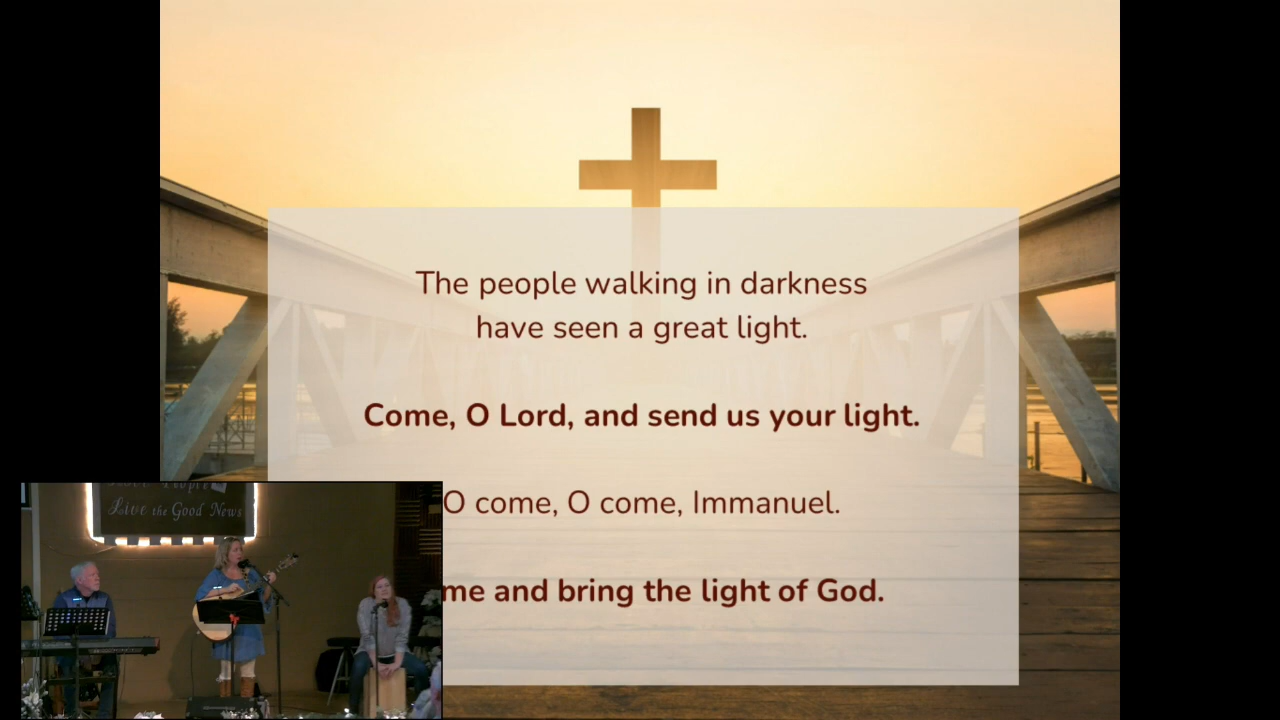 The people walking in darkness
have seen a great light.
Come, O Lord, and send us your light.
O come, O come, Immanuel.
me and bring the light of God.
People
Live the Good News